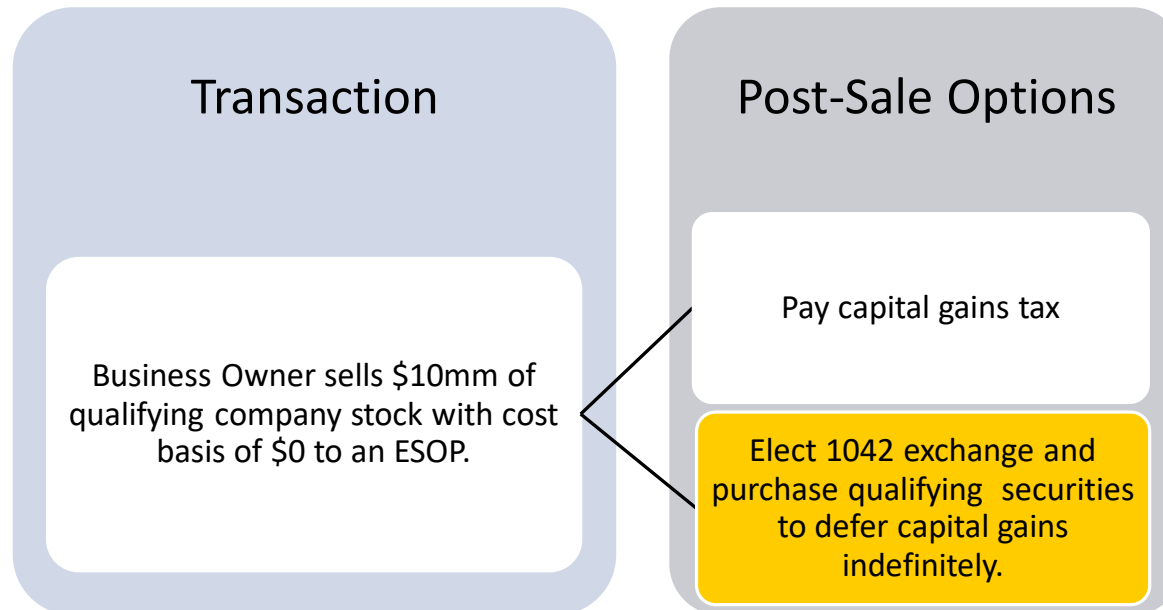 Transaction
Business Owner sells $10mm of
qualifying company stock with cost
basis of $0 to an ESOP.
Post-Sale Options
Pay capital gains tax
Elect 1042 exchange and
purchase qualifying securities
to defer capital gains
indefinitely.